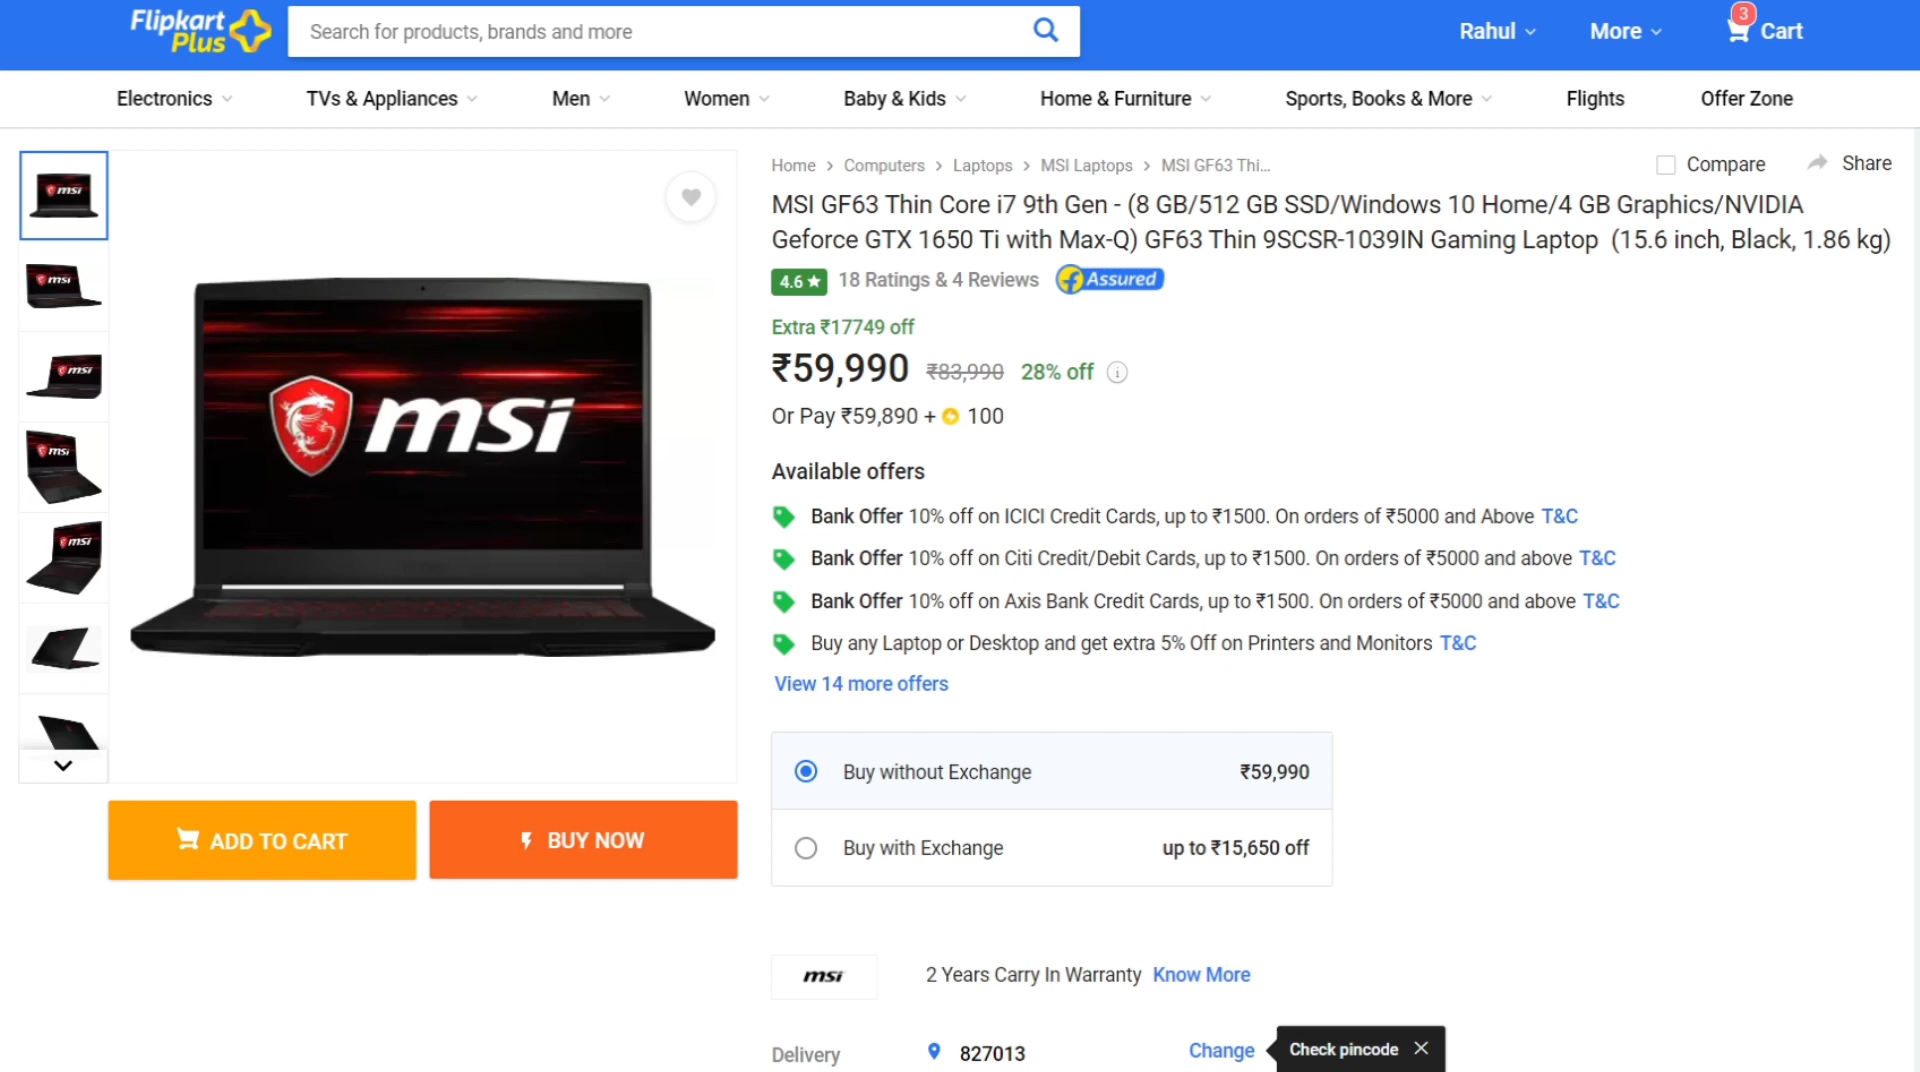 Flipkart
Plus
Search for products, brands and more
Rahul
More
3
Cart
Electronics
TVs & Appliances
Men
Women
Baby & Kids
Home & Furniture
Sports, Books & More
Flights
Offer Zone
Home > Computers > Laptops > MSI Laptops > MSI GF63 Thi...
Compare
Share
MSI GF63 Thin Core i7 9th Gen - (8 GB/512 GB SSD/Windows 10 Home/4 GB Graphics/NVIDIA
Geforce GTX 1650 Ti with Max-Q) GF63 Thin 9SCSR-1039IN Gaming Laptop (15.6 inch, Black, 1.86 kg)
4.6 ★ 18 Ratings & 4 Reviews f Assured
Extra ₹17749 off
₹59,990 ₹83,990 28% off i
Or Pay ₹59,890 + 100
Available offers
Bank Offer 10% off on ICICI Credit Cards, up to ₹1500. On orders of ₹5000 and Above T&C
Bank Offer 10% off on Citi Credit/Debit Cards, up to ₹1500. On orders of ₹5000 and above T&C
Bank Offer 10% off on Axis Bank Credit Cards, up to ₹1500. On orders of ₹5000 and above T&C
Buy any Laptop or Desktop and get extra 5% Off on Printers and Monitors T&C
View 14 more offers
Buy without Exchange ₹59,990
Buy with Exchange up to ₹15,650 off
msi 2 Years Carry In Warranty Know More
Delivery 827013 Change Check pincode ×
msi
msi
msi
msi
msi
msi
ADD TO CART
BUY NOW